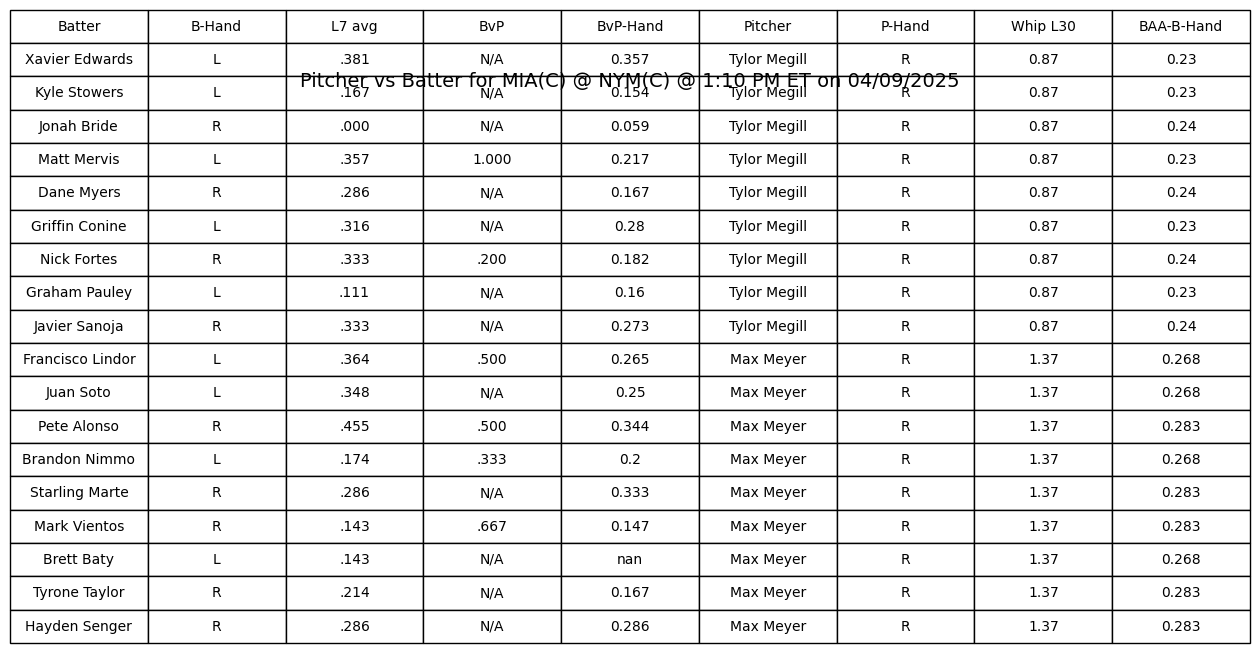 Batter B-Hand L7 avg BvP BvP-Hand Pitcher P-Hand Whip L30 BAA-B-Hand
Xavier Edwards L .381 N/A 0.357 Tylor Megill R 0.87 0.23
Pitcher vs Batter for MIA(C) @ NYM(C) @ 1:10 PM ET on 04/09/2025
Kyle Stowers L .167 N/A 0.154 Tylor Megill R 0.87 0.23
Jonah Bride R .000 N/A 0.059 Tylor Megill R 0.87 0.24
Matt Mervis L .357 1.000 0.217 Tylor Megill R 0.87 0.23
Dane Myers R .286 N/A 0.167 Tylor Megill R 0.87 0.24
Griffin Conine L .316 N/A 0.28 Tylor Megill R 0.87 0.23
Nick Fortes R .333 .200 0.182 Tylor Megill R 0.87 0.24
Graham Pauley L .111 N/A 0.16 Tylor Megill R 0.87 0.23
Javier Sanoja R .333 N/A 0.273 Tylor Megill R 0.87 0.24
Francisco Lindor L .364 .500 0.265 Max Meyer R 1.37 0.268
Juan Soto L .348 N/A 0.25 Max Meyer R 1.37 0.268
Pete Alonso R .455 .500 0.344 Max Meyer R 1.37 0.283
Brandon Nimmo L .174 .333 0.2 Max Meyer R 1.37 0.268
Starling Marte R .286 N/A 0.333 Max Meyer R 1.37 0.283
Mark Vientos R .143 .667 0.147 Max Meyer R 1.37 0.283
Brett Baty L .143 N/A nan Max Meyer R 1.37 0.268
Tyrone Taylor R .214 N/A 0.167 Max Meyer R 1.37 0.283
Hayden Senger R .286 N/A 0.286 Max Meyer R 1.37 0.283